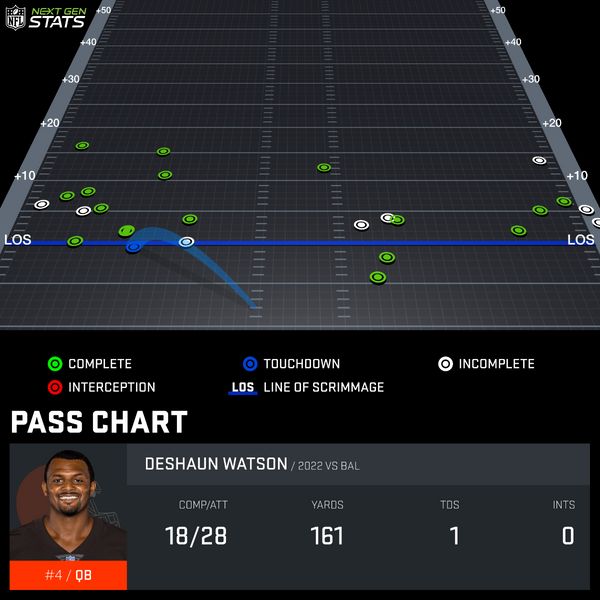 NFL NEXT GEN
STATS
+50 +50
+40 +40
+30 +30
+20 +20
+10 +10
LOS LOS
COMPLETE TOUCHDOWN INCOMPLETE
INTERCEPTION LOS LINE OF SCRIMMAGE
PASS CHART
DESHAUN WATSON / 2022 VS BAL
COMP/ATT YARDS TDS INTS
18/28 161 1 0
#4 / QB